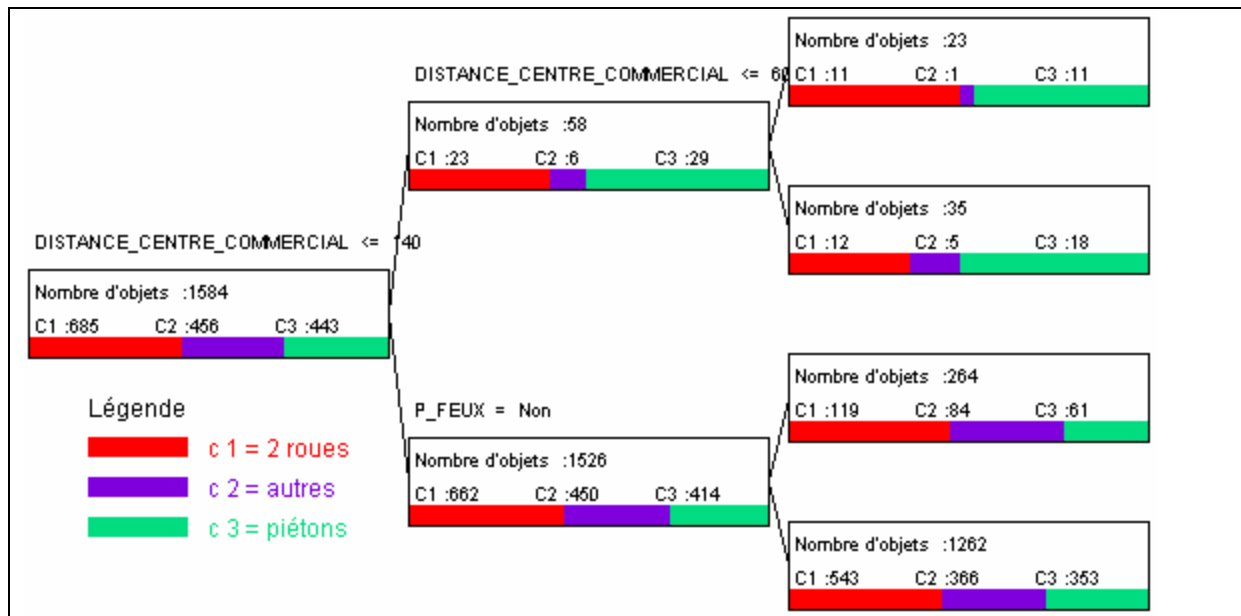 DISTANCE_CENTRE_COMMERCIAL <= 140
Nombre d'objets :1584
C1 :685 C2 :456 C3 :443
DISTANCE_CENTRE_COMMERCIAL <= 60
Nombre d'objets :58
C1 :23 C2 :6 C3 :29
Nombre d'objets :23
C1 :11 C2 :1 C3 :11
Nombre d'objets :35
C1 :12 C2 :5 C3 :18
P_FEUX = Non
Nombre d'objets :1526
C1 :662 C2 :450 C3 :414
Nombre d'objets :264
C1 :119 C2 :84 C3 :61
Nombre d'objets :1262
C1 :543 C2 :366 C3 :353
Légende
c 1 = 2 roues
c 2 = autres
c 3 = piétons